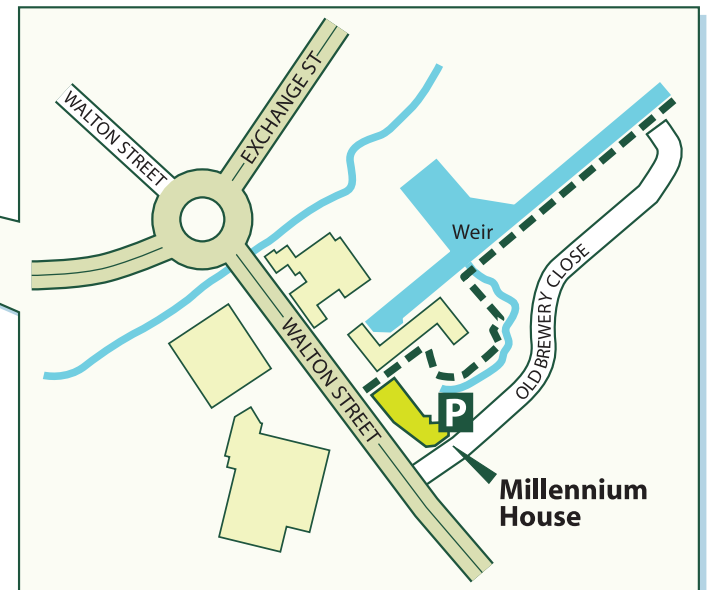 EXCHANGE ST
WALTON STREET
Weir
OLD BREWERY CLOSE
WALTON STREET
P
Millennium
House